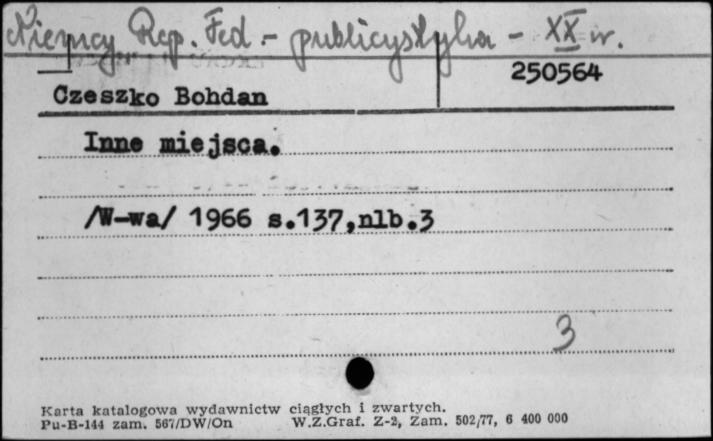 Niemcy Rep. Fed. - publicystyka - XX w.
250564
Czeszko Bohdan
Inne miejsca.
/W-wa/ 1966 s.137,nlb.3
3
Karta katalogowa wydawnictw ciągłych i zwartych.
Pu-B-144 zam. 567/DW/On W.Z.Graf. Z-2, Zam. 502/77, 6 400 000